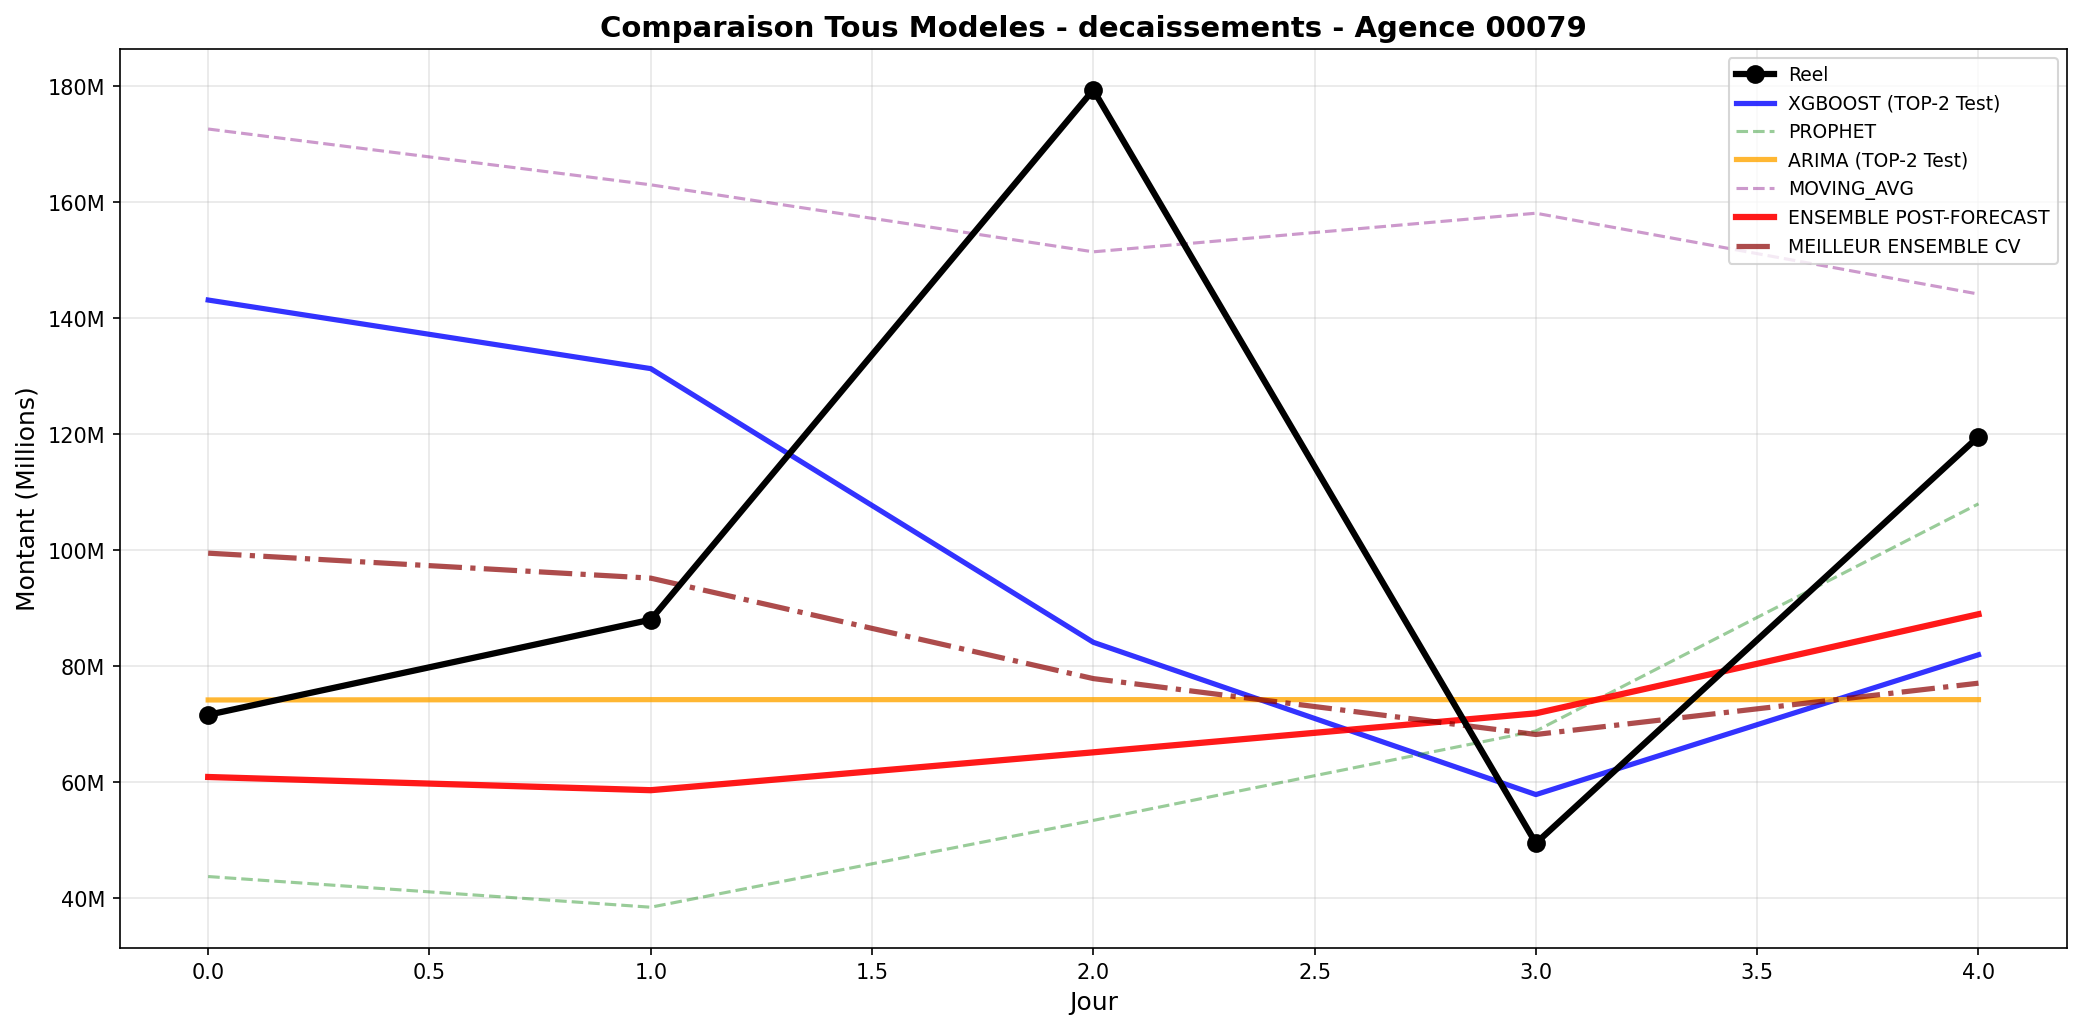 Comparaison Tous Modeles - decaissements - Agence 00079
Montant (Millions)
180M
160M
140M
120M
100M
80M
60M
40M
Reel
XGBOOST (TOP-2 Test)
PROPHET
ARIMA (TOP-2 Test)
MOVING_AVG
ENSEMBLE POST-FORECAST
MEILLEUR ENSEMBLE CV
0.0 0.5 1.0 1.5 2.0 2.5 3.0 3.5 4.0
Jour